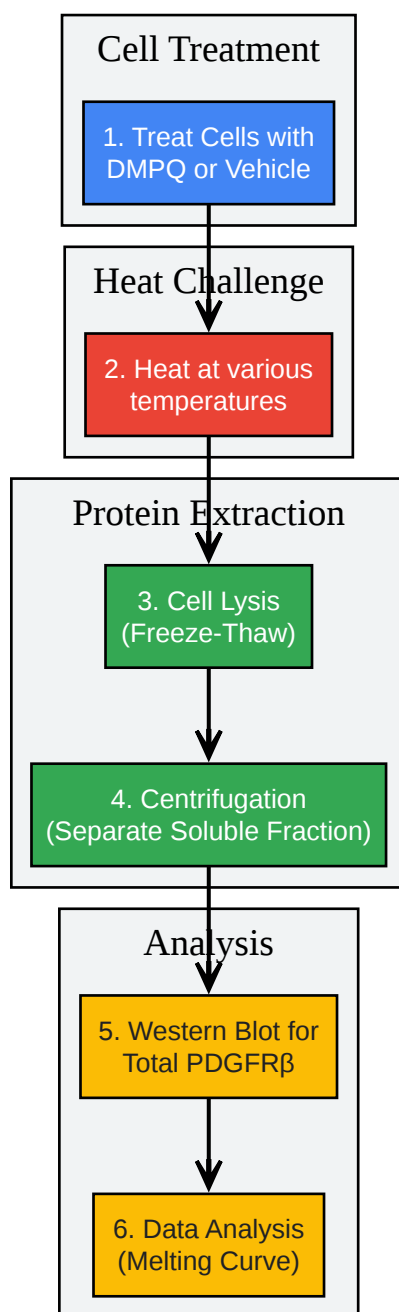 Cell Treatment
1. Treat Cells with
DMPQ or Vehicle
Heat Challenge
2. Heat at various
temperatures
Protein Extraction
3. Cell Lysis
(Freeze-Thaw)
4. Centrifugation
(Separate Soluble Fraction)
Analysis
5. Western Blot for
Total PDGFRβ
6. Data Analysis
(Melting Curve)